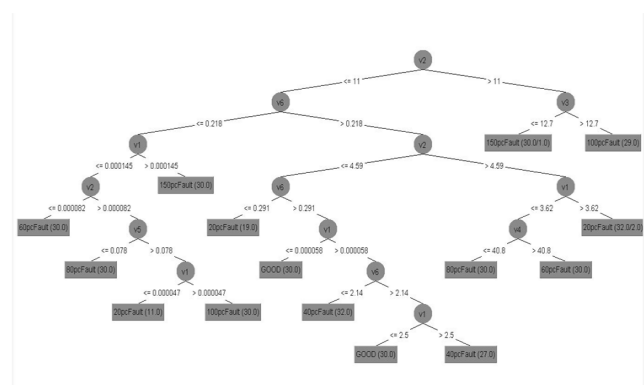 v2
<= 11 > 11
v6 v3
<= 0.218 > 0.218 <= 12.7 > 12.7
v1 v2 150pcFault (30.0/1.0) 100pcFault (29.0)
<= 0.000145 > 0.000145 <= 4.59 > 4.59
v2 150pcFault (30.0) v6 v1
<= 0.000082 > 0.000082 <= 0.291 > 0.291 <= 3.62 > 3.62
60pcFault (30.0) v5 20pcFault (19.0) v1 v4 20pcFault (32.0/2.0)
<= 0.078 > 0.078 <= 0.000058 > 0.000058 <= 40.8 > 40.8
80pcFault (30.0) v1 GOOD (30.0) v6 80pcFault (30.0) 60pcFault (30.0)
<= 0.000047 > 0.000047 <= 2.14 > 2.14
20pcFault (11.0) 100pcFault (30.0) 40pcFault (32.0) v1
<= 2.5 > 2.5
GOOD (30.0) 40pcFault (27.0)